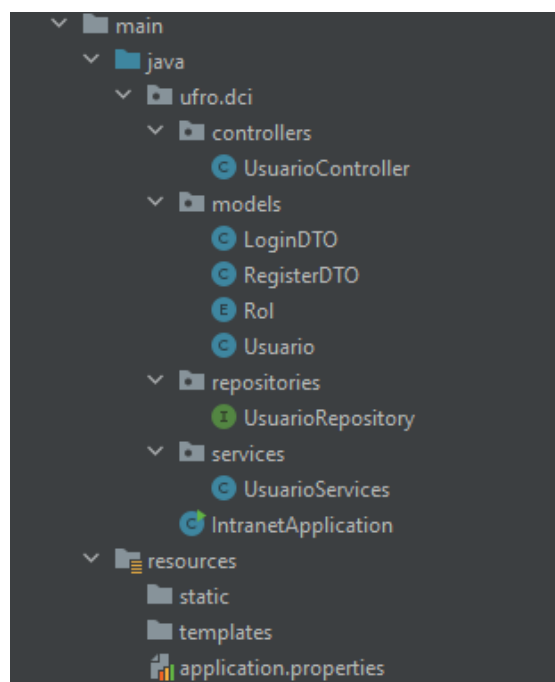 main
java
ufro.dci
controllers
C UsuarioController
models
C LoginDTO
C RegisterDTO
E Rol
C Usuario
repositories
I UsuarioRepository
services
C UsuarioServices
C IntranetApplication
resources
static
templates
application.properties